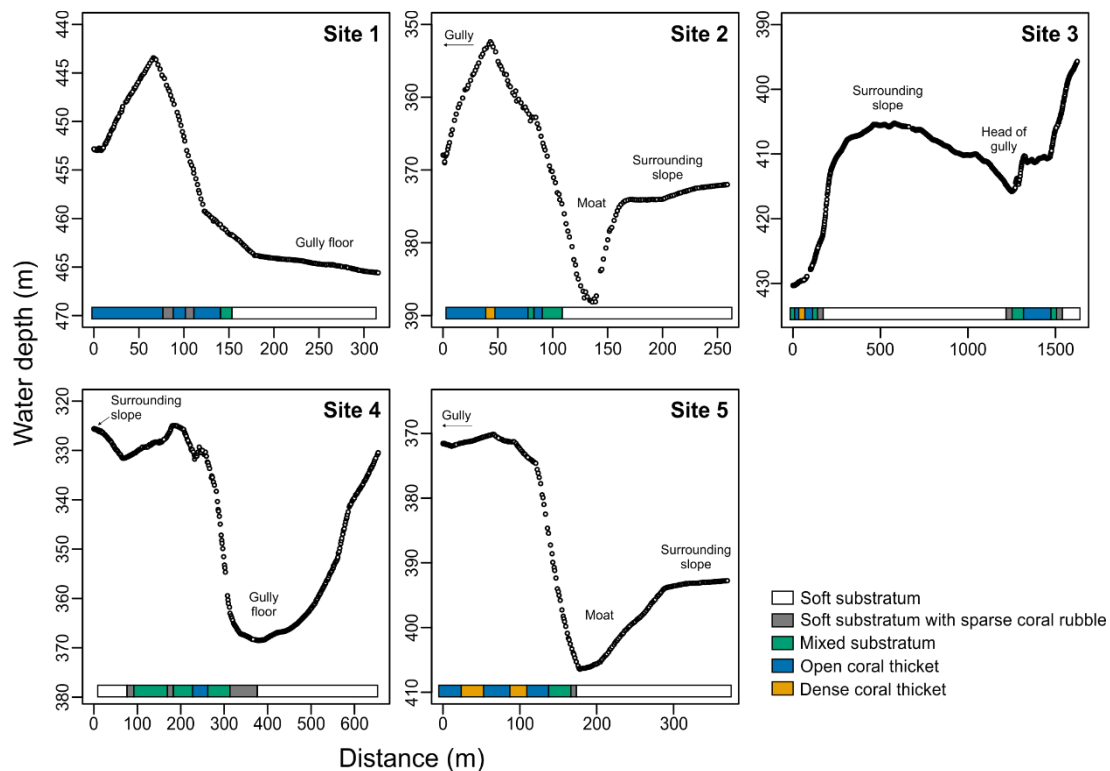 Site 1
Gully floor
440
445
450
455
460
465
470
0 50 100 150 200 250 300
Site 2
Gully
Moat
Surrounding
slope
350
360
370
380
390
0 50 100 150 200 250
Site 3
Surrounding
slope
Head of
gully
390
400
410
420
430
0 500 1000 1500
Site 4
Surrounding
slope
Gully
floor
320
330
340
350
360
370
380
0 100 200 300 400 500 600
Site 5
Gully
Surrounding
slope
Moat
370
380
390
400
410
0 100 200 300
Water depth (m)
Distance (m)
Soft substratum
Soft substratum with sparse coral rubble
Mixed substratum
Open coral thicket
Dense coral thicket